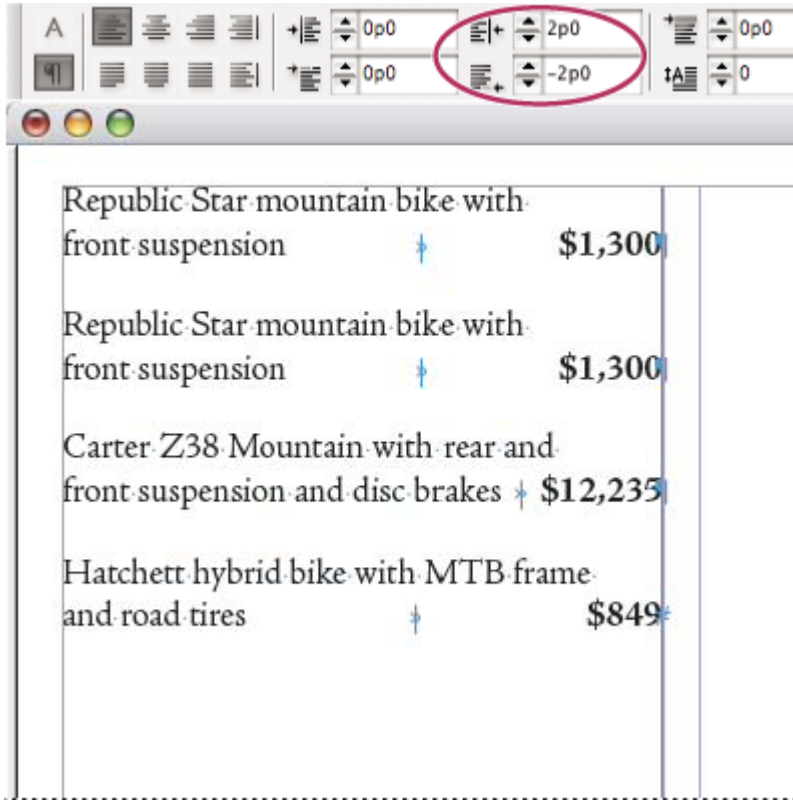 A 0p0 2p0 0p0
¶ 0p0 -2p0 A 0
Republic Star mountain bike with
front suspension » $1,300¶
Republic Star mountain bike with
front suspension » $1,300¶
Carter Z38 Mountain with rear and
front suspension and disc brakes » $12,235¶
Hatchett hybrid bike with MTB frame
and road tires » $849#